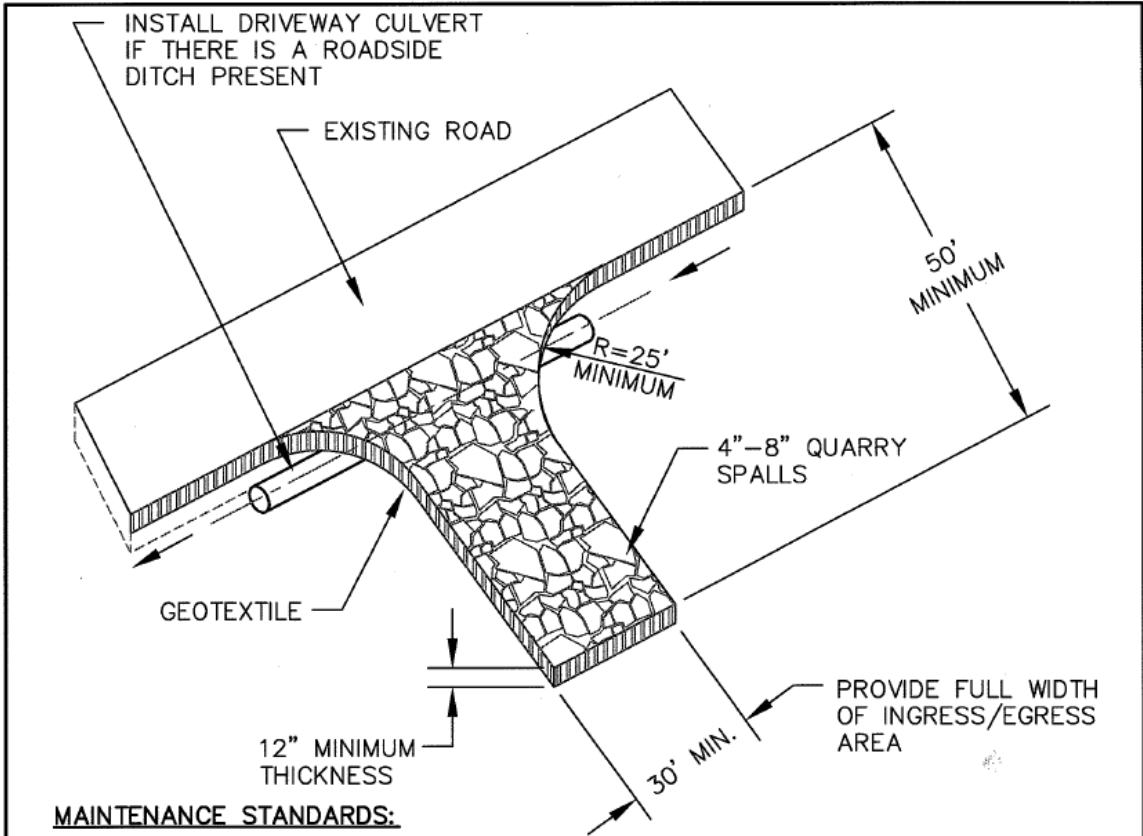 INSTALL DRIVEWAY CULVERT
IF THERE IS A ROADSIDE
DITCH PRESENT
EXISTING ROAD
50'
MINIMUM
R=25'
MINIMUM
4"-8" QUARRY
SPALLS
GEOTEXTILE
PROVIDE FULL WIDTH
OF INGRESS/EGRESS
AREA
12" MINIMUM
THICKNESS
30' MIN.
MAINTENANCE STANDARDS: